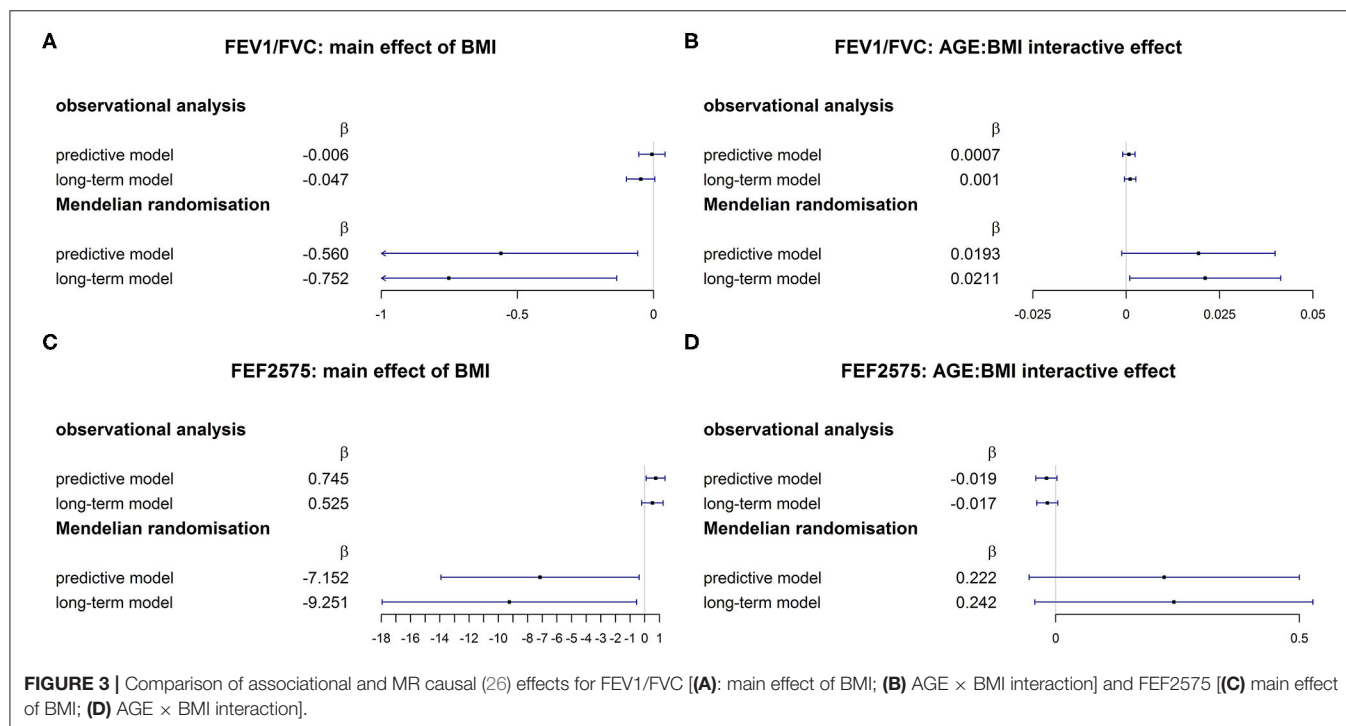 A
FEV1/FVC: main effect of BMI
observational analysis
β
predictive model -0.006
long-term model -0.047
Mendelian randomisation
β
predictive model -0.560
long-term model -0.752
-1 -0.5 0
B
FEV1/FVC: AGE:BMI interactive effect
observational analysis
β
predictive model 0.0007
long-term model 0.001
Mendelian randomisation
β
predictive model 0.0193
long-term model 0.0211
-0.025 0 0.025 0.05
C
FEF2575: main effect of BMI
observational analysis
β
predictive model 0.745
long-term model 0.525
Mendelian randomisation
β
predictive model -7.152
long-term model -9.251
-18 -16 -14 -12 -10 -8 -7 -6 -5 -4 -3 -2 -1 0 1
D
FEF2575: AGE:BMI interactive effect
observational analysis
β
predictive model -0.019
long-term model -0.017
Mendelian randomisation
β
predictive model 0.222
long-term model 0.242
0 0.5
FIGURE 3 | Comparison of associational and MR causal (26) effects for FEV1/FVC [(A): main effect of BMI; (B) AGE × BMI interaction] and FEF2575 [(C) main effect
of BMI; (D) AGE × BMI interaction].